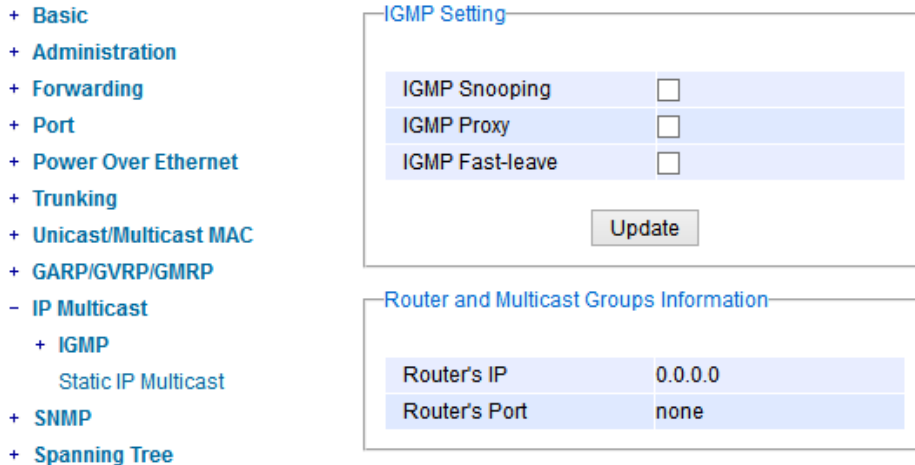 + Basic
+ Administration
+ Forwarding
+ Port
+ Power Over Ethernet
+ Trunking
+ Unicast/Multicast MAC
+ GARP/GVRP/GMRP
- IP Multicast
+ IGMP
Static IP Multicast
+ SNMP
+ Spanning Tree
IGMP Setting
IGMP Snooping
IGMP Proxy
IGMP Fast-leave
Update
Router and Multicast Groups Information
Router's IP 0.0.0.0
Router's Port none